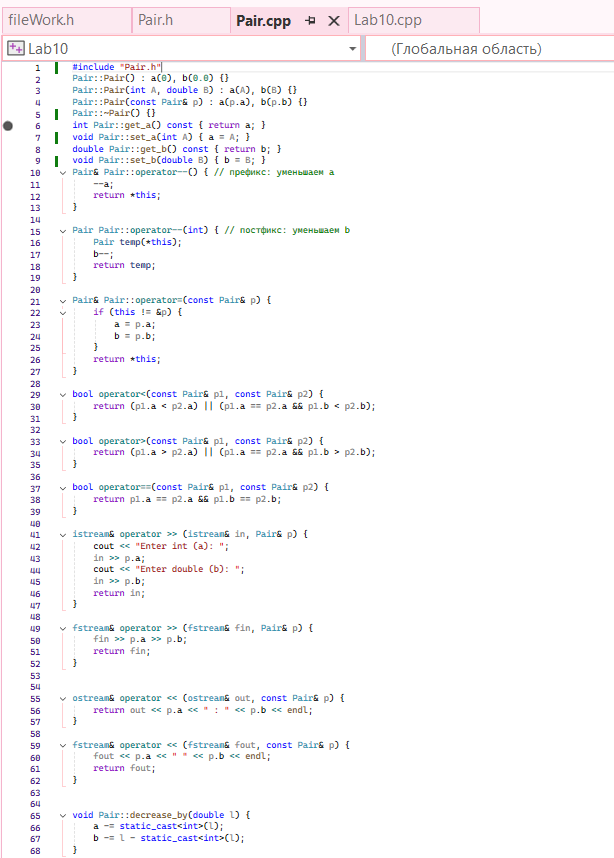 fileWork.h Pair.h Pair.cpp Lab10.cpp
Lab10 (Глобальная область)
1 #include "Pair.h"
2 Pair::Pair() : a(0), b(0.0) {}
3 Pair::Pair(int A, double B) : a(A), b(B) {}
4 Pair::Pair(const Pair& p) : a(p.a), b(p.b) {}
5 Pair::~Pair() {}
6 int Pair::get_a() const { return a; }
7 void Pair::set_a(int A) { a = A; }
8 double Pair::get_b() const { return b; }
9 void Pair::set_b(double B) { b = B; }
10 Pair& Pair::operator--() { // префикс: уменьшаем a
11 --a;
12 return *this;
13 }
14
15 Pair Pair::operator--(int) { // постфикс: уменьшаем b
16 Pair temp(*this);
17 b--;
18 return temp;
19 }
20
21 Pair& Pair::operator=(const Pair& p) {
22 if (this != &p) {
23 a = p.a;
24 b = p.b;
25 }
26 return *this;
27 }
28
29 bool operator<(const Pair& p1, const Pair& p2) {
30 return (p1.a < p2.a) || (p1.a == p2.a && p1.b < p2.b);
31 }
32
33 bool operator>(const Pair& p1, const Pair& p2) {
34 return (p1.a > p2.a) || (p1.a == p2.a && p1.b > p2.b);
35 }
36
37 bool operator==(const Pair& p1, const Pair& p2) {
38 return p1.a == p2.a && p1.b == p2.b;
39 }
40
41 istream& operator >> (istream& in, Pair& p) {
42 cout << "Enter int (a): ";
43 in >> p.a;
44 cout << "Enter double (b): ";
45 in >> p.b;
46 return in;
47 }
48
49 fstream& operator >> (fstream& fin, Pair& p) {
50 fin >> p.a >> p.b;
51 return fin;
52 }
53
54
55 ostream& operator << (ostream& out, const Pair& p) {
56 return out << p.a << " : " << p.b << endl;
57 }
58
59 fstream& operator << (fstream& fout, const Pair& p) {
60 fout << p.a << " " << p.b << endl;
61 return fout;
62 }
63
64
65 void Pair::decrease_by(double l) {
66 a -= static_cast<int>(l);
67 b -= l - static_cast<int>(l);
68 }